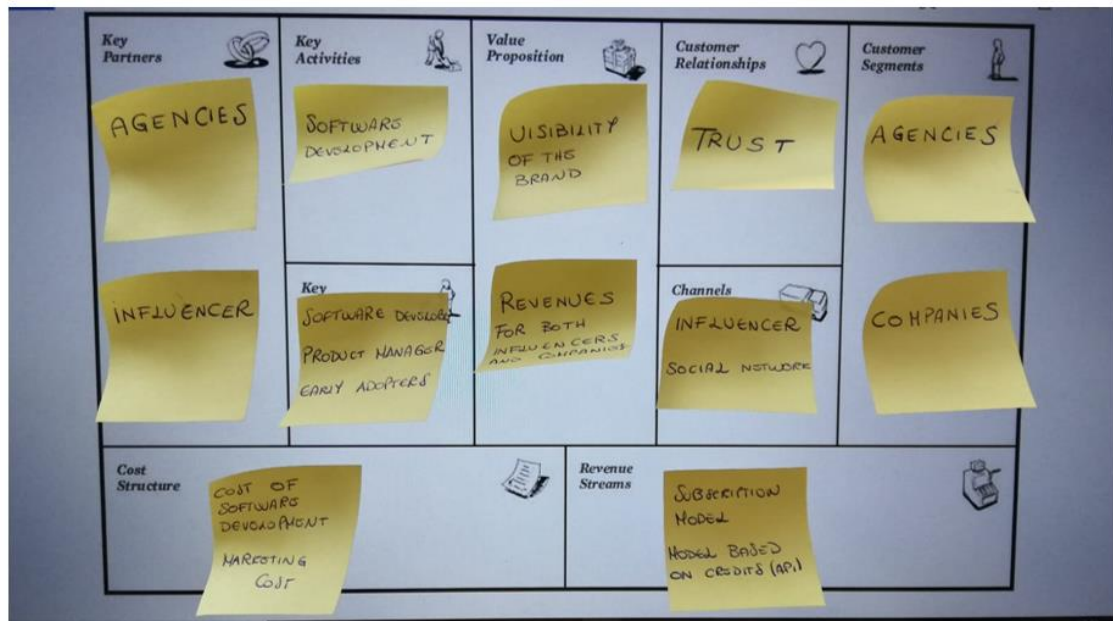 Key
Partners
AGENCIES
INFLUENCER
Key
Activities
SOFTWARE
DEVELOPMENT
Key
SOFTWARE DEVELOPE
PRODUCT MANAGER
EARLY ADOPTERS
Value
Proposition
VISIBILITY
OF THE
BRAND
REVENUES
FOR BOTH
INFLUENCERS
AND COMPANIES
Customer
Relationships
TRUST
Channels
INFLUENCER
SOCIAL NETWORK
Customer
Segments
AGENCIES
COMPANIES
Cost
Structure
COST OF
SOFTWARE
DEVELOPMENT
MARKETING
COST
Revenue
Streams
SUBSCRIPTION
MODEL
MODEL BASED
ON CREDITS (API)